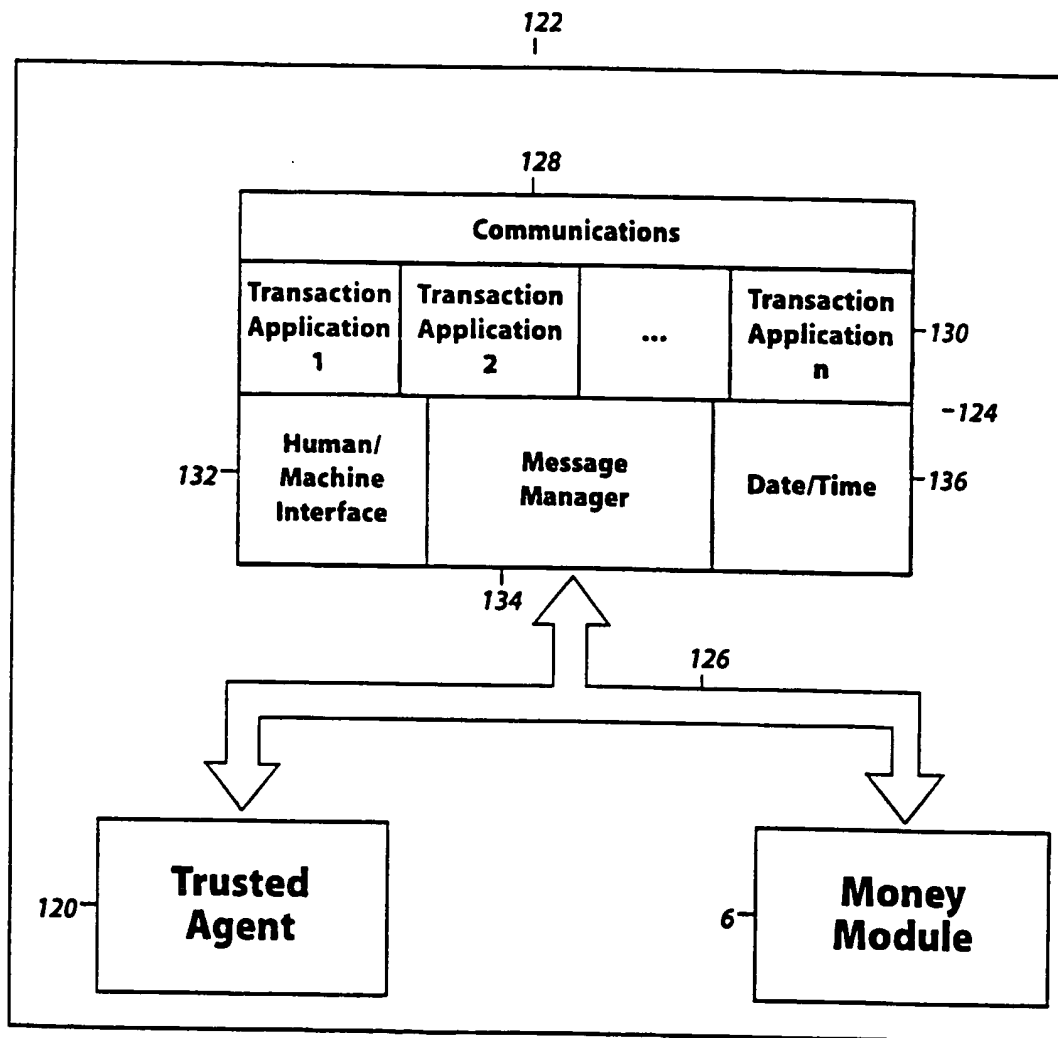 122
128
Communications
Transaction
Application
1
Transaction
Application
2
...
Transaction
Application
n
130
124
132
Human/
Machine
Interface
Message
Manager
Date/Time
136
134
126
120
Trusted
Agent
6
Money
Module